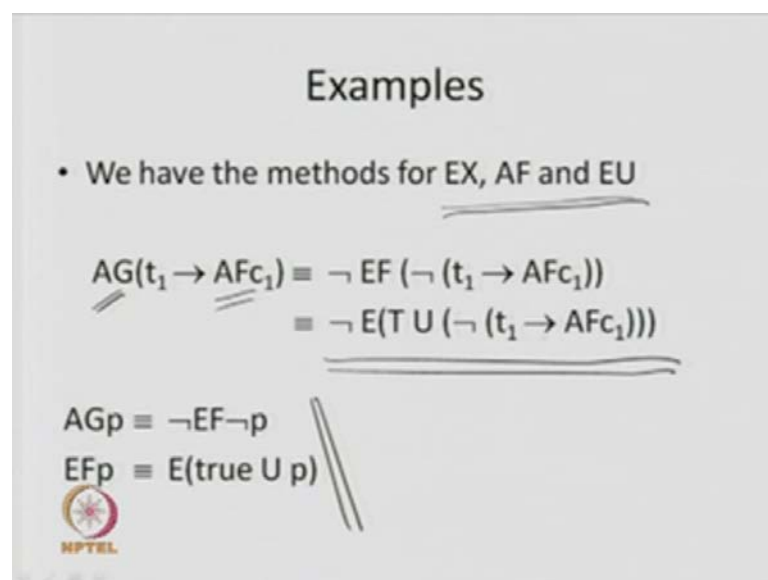 Examples
• We have the methods for EX, AF and EU
AG(t₁ → AFc₁) ≡ ¬ EF (¬ (t₁ → AFc₁))
≡ ¬ E(T U (¬ (t₁ → AFc₁)))
AGp ≡ ¬EF¬p
EFp ≡ E(true U p)
NPTEL